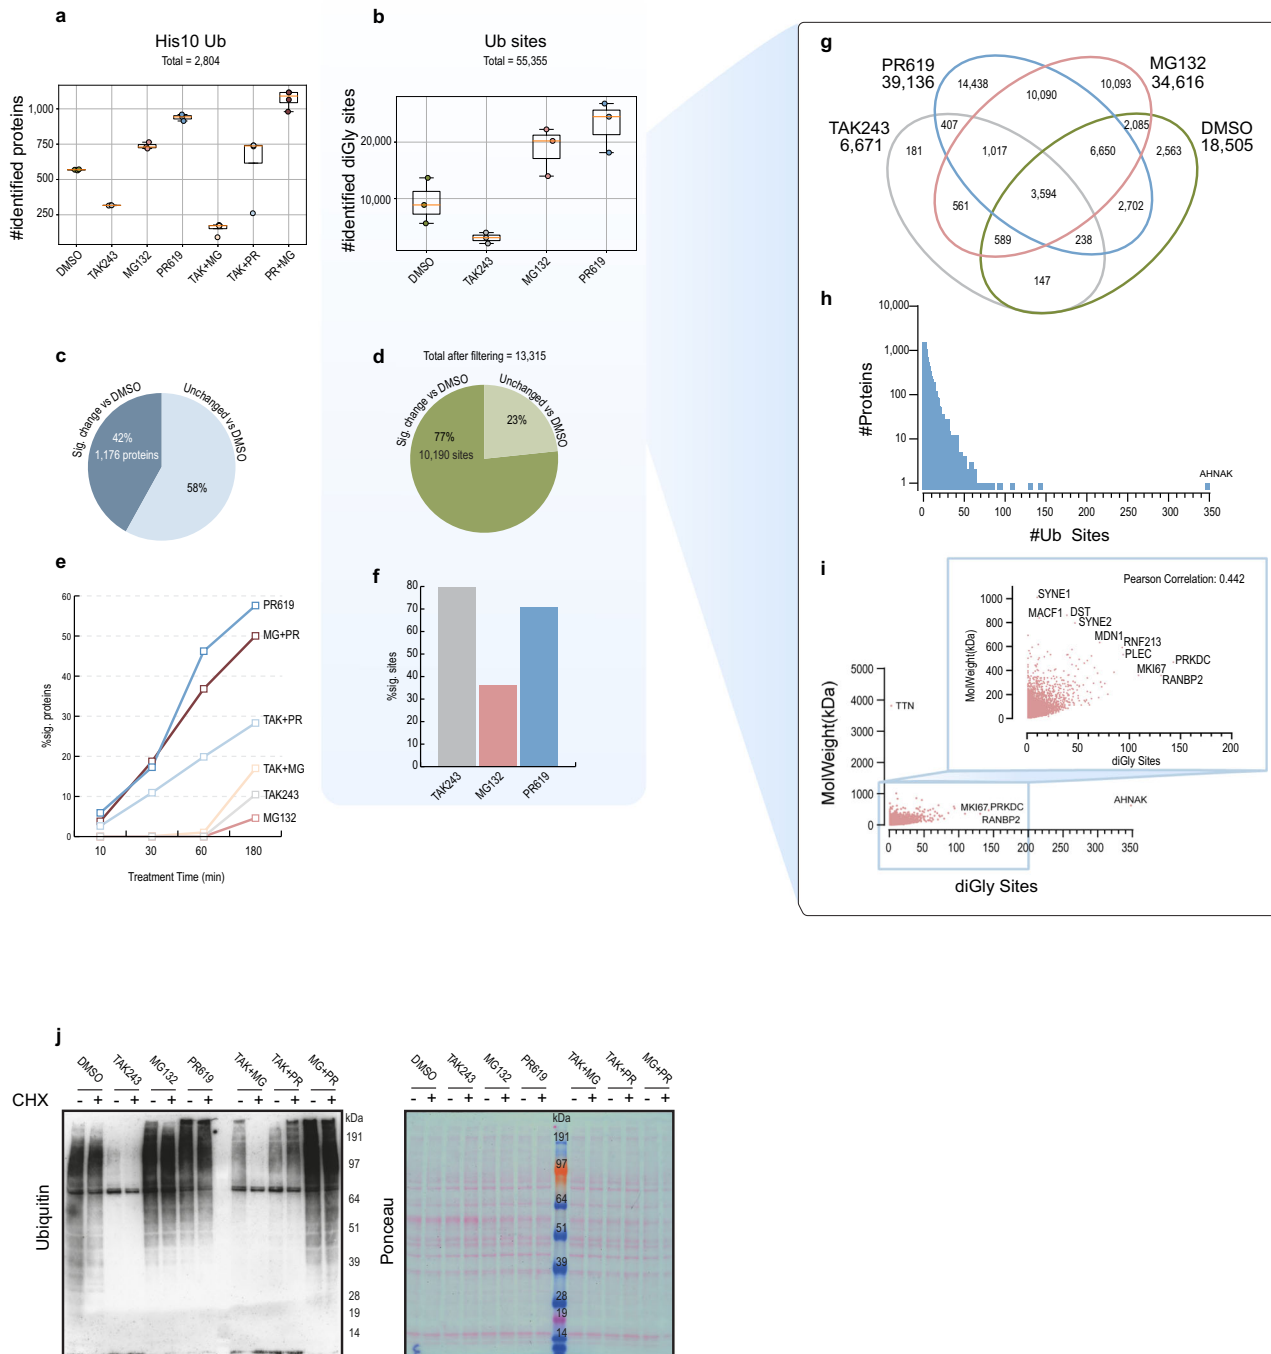 a
His10 Ub
Total = 2,804
#identified proteins
1,000
750
500
250
DMSO
TAK243
MG132
PR619
TAK+MG
TAK+PR
PR+MG
b
Ub sites
Total = 55,355
#identified diGly sites
20,000
10,000
DMSO
TAK243
MG132
PR619
c
Sig. change vs DMSO
Unchanged vs DMSO
42%
1,176 proteins
58%
d
Total after filtering = 13,315
Sig. change vs DMSO
Unchanged vs DMSO
77%
10,190 sites
23%
e
%sig. proteins
60
50
40
30
20
10
0
10
30
60
180
Treatment Time (min)
PR619
MG+PR
TAK+PR
TAK+MG
TAK243
MG132
f
%sig. sites
80
70
60
50
40
30
20
10
0
TAK243
MG132
PR619
g
PR619
39,136
MG132
34,616
TAK243
6,671
DMSO
18,505
14,438
10,090
10,093
407
2,085
181
1,017
6,650
2,563
3,594
561
2,702
589
238
147
h
#Proteins
10,000
1,000
100
10
1
AHNAK
0
50
100
150
200
250
300
350
#Ub Sites
i
Pearson Correlation: 0.442
MolWeight(kDa)
1000
800
600
400
200
0
SYNE1
MACF1
DST
SYNE2
MDN1
RNF213
PLEC
PRKDC
MKI67
RANBP2
0
50
100
150
200
diGly Sites
MolWeight(kDa)
5000
4000
3000
2000
1000
0
TTN
MKI67,PRKDC
RANBP2
AHNAK
0
50
100
150
200
250
300
350
diGly Sites
j
DMSO
TAK243
MG132
PR619
TAK+MG
TAK+PR
MG+PR
CHX
- + - + - + - + - + - + - +
Ubiquitin
kDa
191
97
64
51
39
28
19
14
DMSO
TAK243
MG132
PR619
TAK+MG
TAK+PR
MG+PR
- + - + - + - + - + - + - +
Ponceau
kDa
191
97
64
51
39
28
19
14